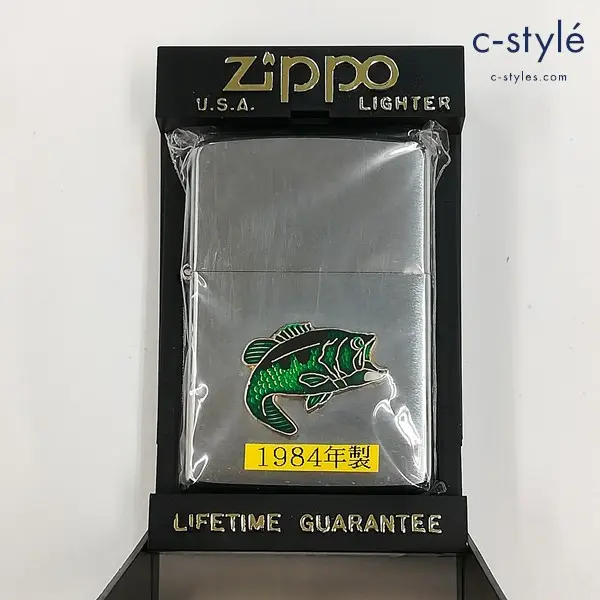 c-stylé
c-styles.com
Zippo
U.S.A. LIGHTER
1984年製
LIFETIME GUARANTEE